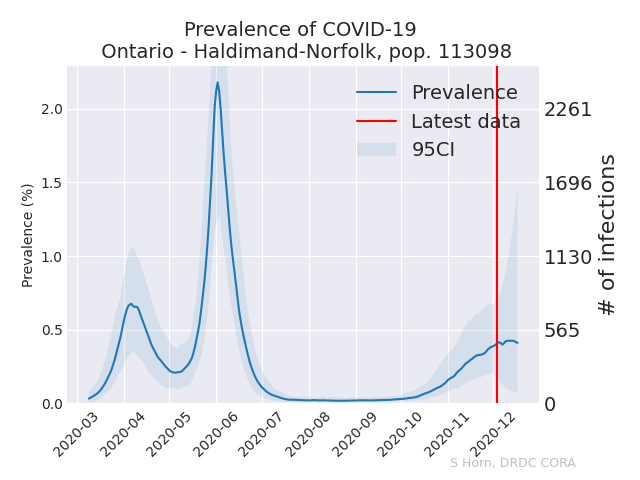 Prevalence of COVID-19
Ontario - Haldimand-Norfolk, pop. 113098
Prevalence
Latest data
95CI
2.0
1.5
1.0
0.5
0.0
Prevalence (%)
2261
1696
1130
565
0
# of infections
2020-03
2020-04
2020-05
2020-06
2020-07
2020-08
2020-09
2020-10
2020-11
2020-12
S Horn, DRDC CORA